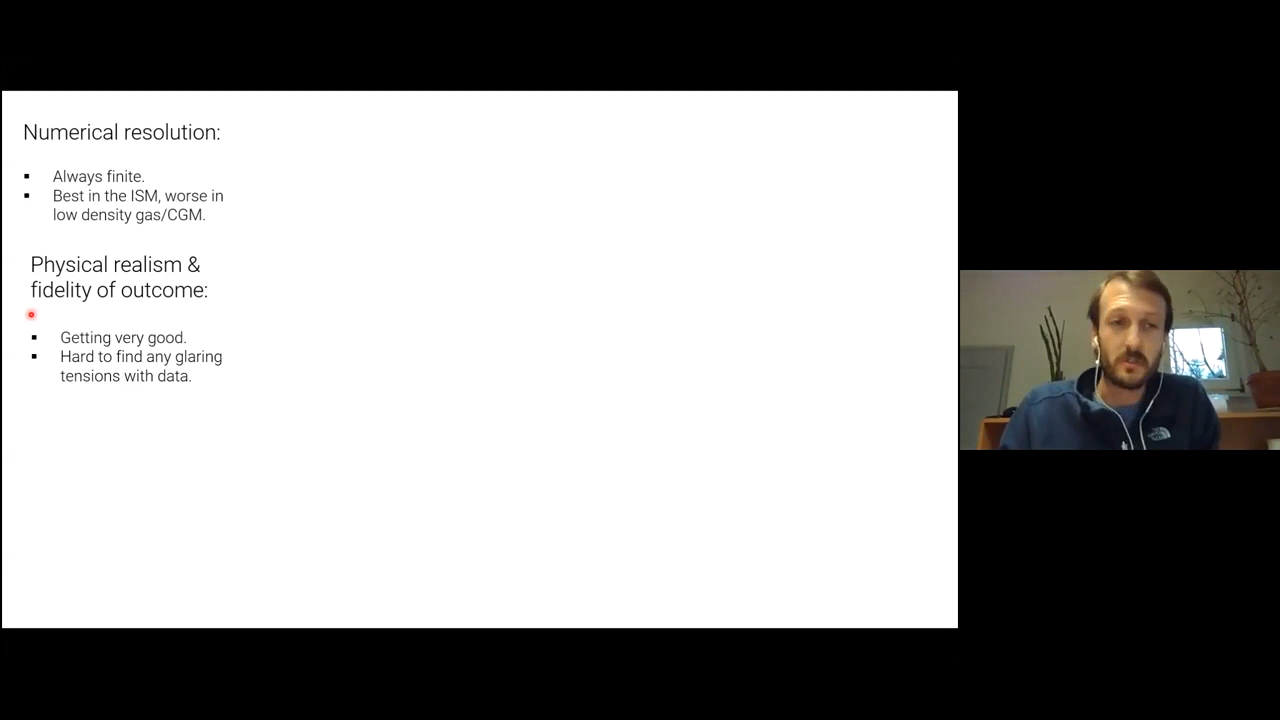 Numerical resolution:
Always finite.
Best in the ISM, worse in
low density gas/CGM.
Physical realism &
fidelity of outcome:
Getting very good.
Hard to find any glaring
tensions with data.